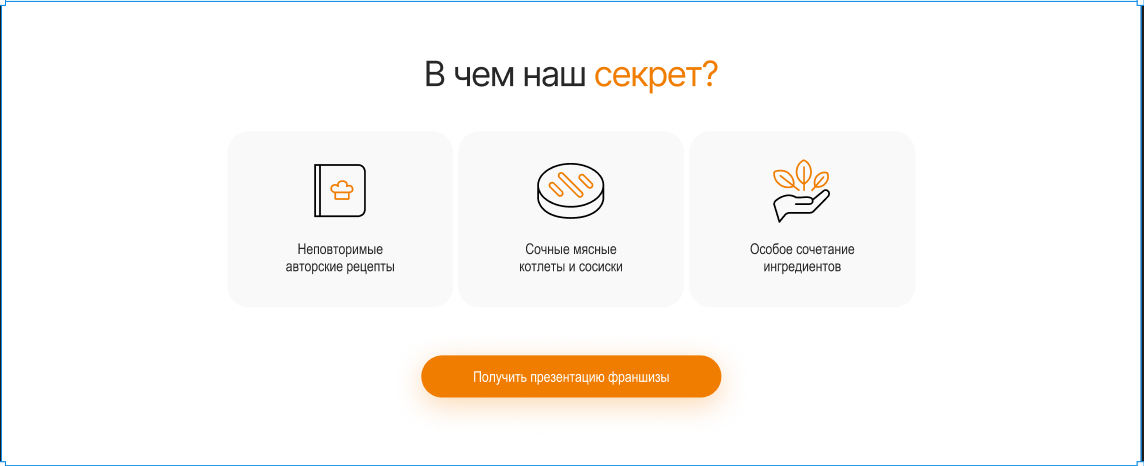 В чем наш секрет?
Неповторимые
авторские рецепты
Сочные мясные
котлеты и сосиски
Особое сочетание
ингредиентов
Получить презентацию франшизы